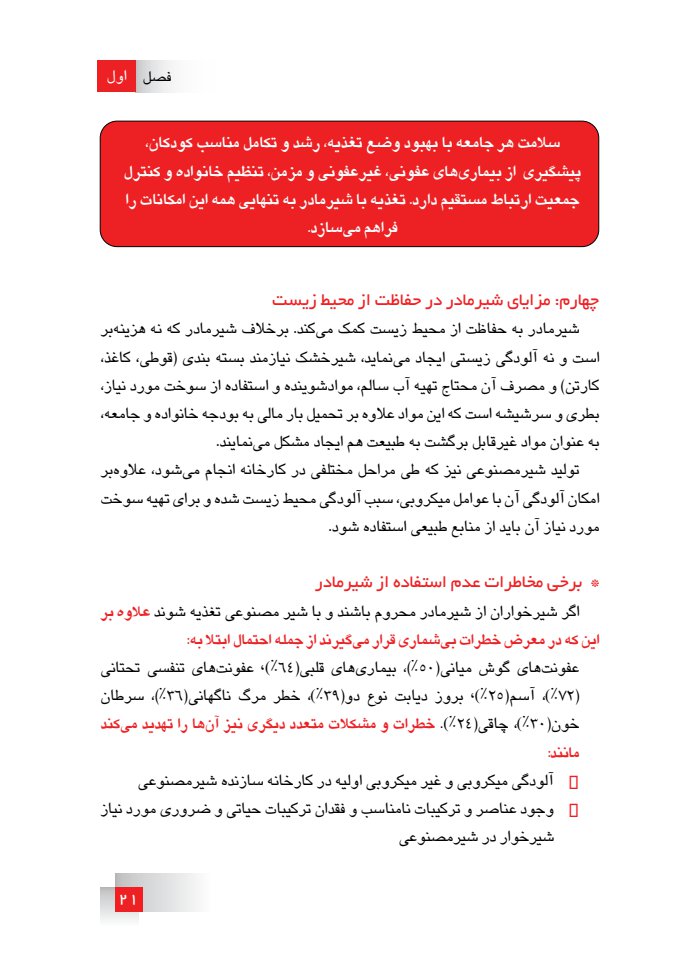 فصل اول
سلامت هر جامعه با بهبود وضع تغذیه، رشد و تکامل مناسب کودکان،
پیشگیری از بیماری‌های عفونی، غیرعفونی و مزمن، تنظیم خانواده و کنترل
جمعیت ارتباط مستقیم دارد. تغذیه با شیرمادر به تنهایی همه این امکانات را
فراهم می‌سازد.
چهارم: مزایای شیرمادر در حفاظت از محیط زیست
شیرمادر به حفاظت از محیط زیست کمک می‌کند. برخلاف شیرمادر که نه هزینه‌بر
است و نه آلودگی زیستی ایجاد می‌نماید، شیرخشک نیازمند بسته بندی (قوطی، کاغذ،
کارتن) و مصرف آن محتاج تهیه آب سالم، موادشوینده و استفاده از سوخت مورد نیاز،
بطری و سرشیشه است که این مواد علاوه بر تحمیل بار مالی به بودجه خانواده و جامعه،
به عنوان مواد غیرقابل برگشت به طبیعت هم ایجاد مشکل می‌نمایند.
تولید شیرمصنوعی نیز که طی مراحل مختلفی در کارخانه انجام می‌شود، علاوه‌بر
امکان آلودگی آن با عوامل میکروبی، سبب آلودگی محیط زیست شده و برای تهیه سوخت
مورد نیاز آن باید از منابع طبیعی استفاده شود.
* برخی مخاطرات عدم استفاده از شیرمادر
اگر شیرخواران از شیرمادر محروم باشند و با شیر مصنوعی تغذیه شوند علاوه بر
این که در معرض خطرات بی‌شماری قرار می‌گیرند از جمله احتمال ابتلا به:
عفونت‌های گوش میانی(۵۰٪)، بیماری‌های قلبی(٦٤٪)، عفونت‌های تنفسی تحتانی
(۷۲٪)، آسم(۲۵٪)، بروز دیابت نوع دو(۳۹٪)، خطر مرگ ناگهانی(۳٦٪)، سرطان
خون(۳۰٪)، چاقی(۲٤٪). خطرات و مشکلات متعدد دیگری نیز آن‌ها را تهدید می‌کند
مانند:
▯ آلودگی میکروبی و غیر میکروبی اولیه در کارخانه سازنده شیرمصنوعی
▯ وجود عناصر و ترکیبات نامناسب و فقدان ترکیبات حیاتی و ضروری مورد نیاز
شیرخوار در شیرمصنوعی
۲۱